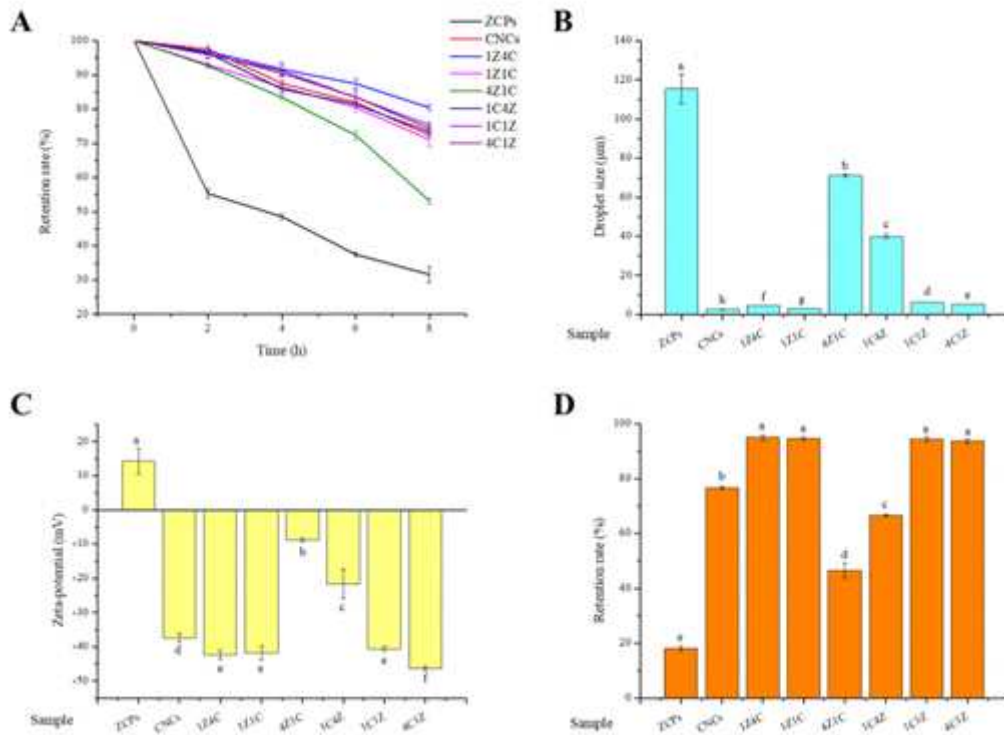 A
Retention rate (%)
100
90
80
70
60
50
40
30
20
0
2
4
6
8
Time (h)
ZCPs
CNCs
1Z4C
1Z1C
4Z1C
1C4Z
1C1Z
4C1Z
B
Droplet size (μm)
140
120
100
80
60
40
20
0
a
h
f
g
b
c
d
e
Sample
ZCPs
CNCs
1Z4C
1Z1C
4Z1C
1C4Z
1C1Z
4C1Z
C
Zeta-potential (mV)
20
10
0
-10
-20
-30
-40
-50
a
d
e
e
b
c
e
f
Sample
ZCPs
CNCs
1Z4C
1Z1C
4Z1C
1C4Z
1C1Z
4C1Z
D
Retention rate (%)
100
80
60
40
20
0
e
b
a
a
d
c
a
a
Sample
ZCPs
CNCs
1Z4C
1Z1C
4Z1C
1C4Z
1C1Z
4C1Z